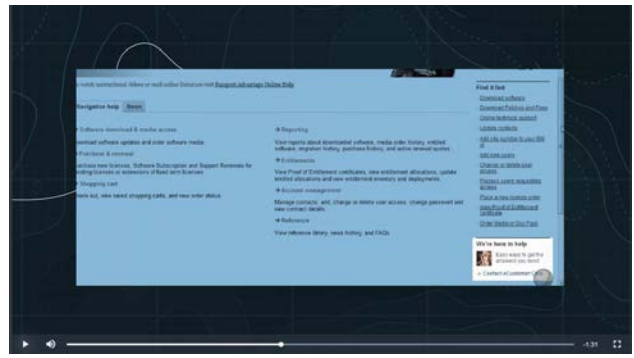 watch instructional videos or read online literature visit Passport Advantage Online Help
Navigation help News
Software download & media access
Download software updates and order software media.
Purchase & renewal
Purchase new licenses, Software Subscription and Support Renewals for
existing licenses or extensions of fixed term licenses
Shopping cart
Check out, view saved shopping carts, and view order status
Reporting
View reports about downloaded software, media order history, entitled
software, migration history, purchase history, and active renewal quotes.
Entitlements
View Proof of Entitlement certificates, view entitlement allocations, update
entitled allocations and view entitlement inventory and deployments.
Account management
Manage contacts: add, change or delete user access, change password and
view contact details.
Reference
View reference library, news history, and FAQs
Find it fast
Download software
Download Patches and Fixes
Online technical support
Update contacts
Add site number to your IBM
id
Add new users
Change or delete user
access
Process users requesting
access
Place a new license order
View Proof of Entitlement
certificate
Order Media or Doc Pack
We're here to help
Easy ways to get the
answers you need
Contact eCustomer Care
-1:31